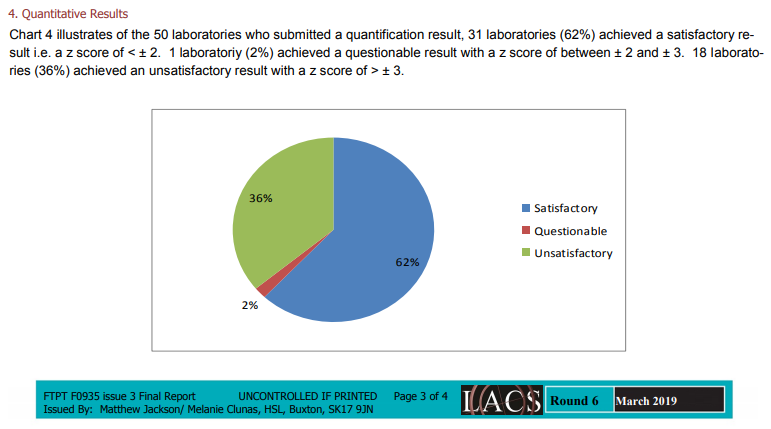 4. Quantitative Results
Chart 4 illustrates of the 50 laboratories who submitted a quantification result, 31 laboratories (62%) achieved a satisfactory re-
sult i.e. a z score of < ± 2.  1 laboratoriy (2%) achieved a questionable result with a z score of between ± 2 and ± 3.  18 laborato-
ries (36%) achieved an unsatisfactory result with a z score of > ± 3.
36%
62%
2%
Satisfactory
Questionable
Unsatisfactory
FTPT F0935 issue 3 Final Report UNCONTROLLED IF PRINTED Page 3 of 4
Issued By: Matthew Jackson/ Melanie Clunas, HSL, Buxton, SK17 9JN
LACS Round 6 March 2019